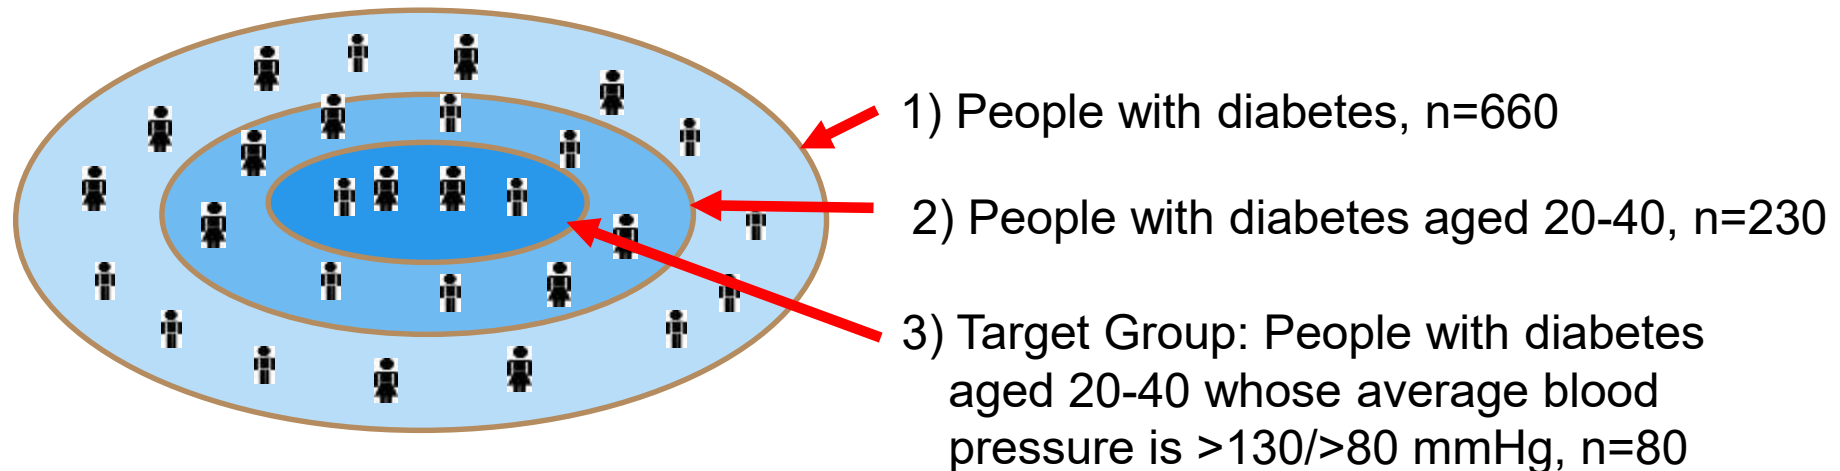 1) People with diabetes, n=660
2) People with diabetes aged 20-40, n=230
3) Target Group: People with diabetes
aged 20-40 whose average blood
pressure is >130/>80 mmHg, n=80